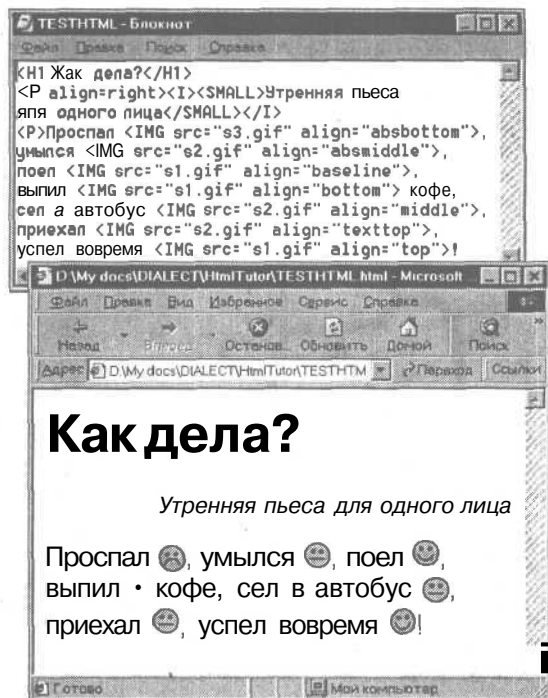 TESTHTML - Блокнот
Файл Правка Поиск Справка
<H1 Жак дела?</H1>
<P align=right><I><SMALL>Утренняя пьеса
япя одного лица</SMALL></I>
<P>Проспал <IMG src="s3.gif" align="absbottom">,
умылся <IMG src="s2.gif" align="absmiddle">,
поел <IMG src="s1.gif" align="baseline">,
выпил <IMG src="s1.gif" align="bottom"> кофе,
сел а автобус <IMG src="s2.gif" align="middle">,
приехал <IMG src="s2.gif" align="texttop">,
успел вовремя <IMG src="s1.gif" align="top">!
D \My docs\DIALECT\HtmlTutor\TESTHTML html - Microsoft
Файл Правка Вид Избранное Сервис Справка
Назад Вперед Останов.. Обновить Домой Поиск
Адрес D:\My docs\DIALECT\HtmlTutor\TESTHTM Переход Ссылки
Как дела?
Утренняя пьеса для одного лица
Проспал , умылся , поел ,
выпил • кофе, сел в автобус ,
приехал , успел вовремя !
Готово Мой компьютер